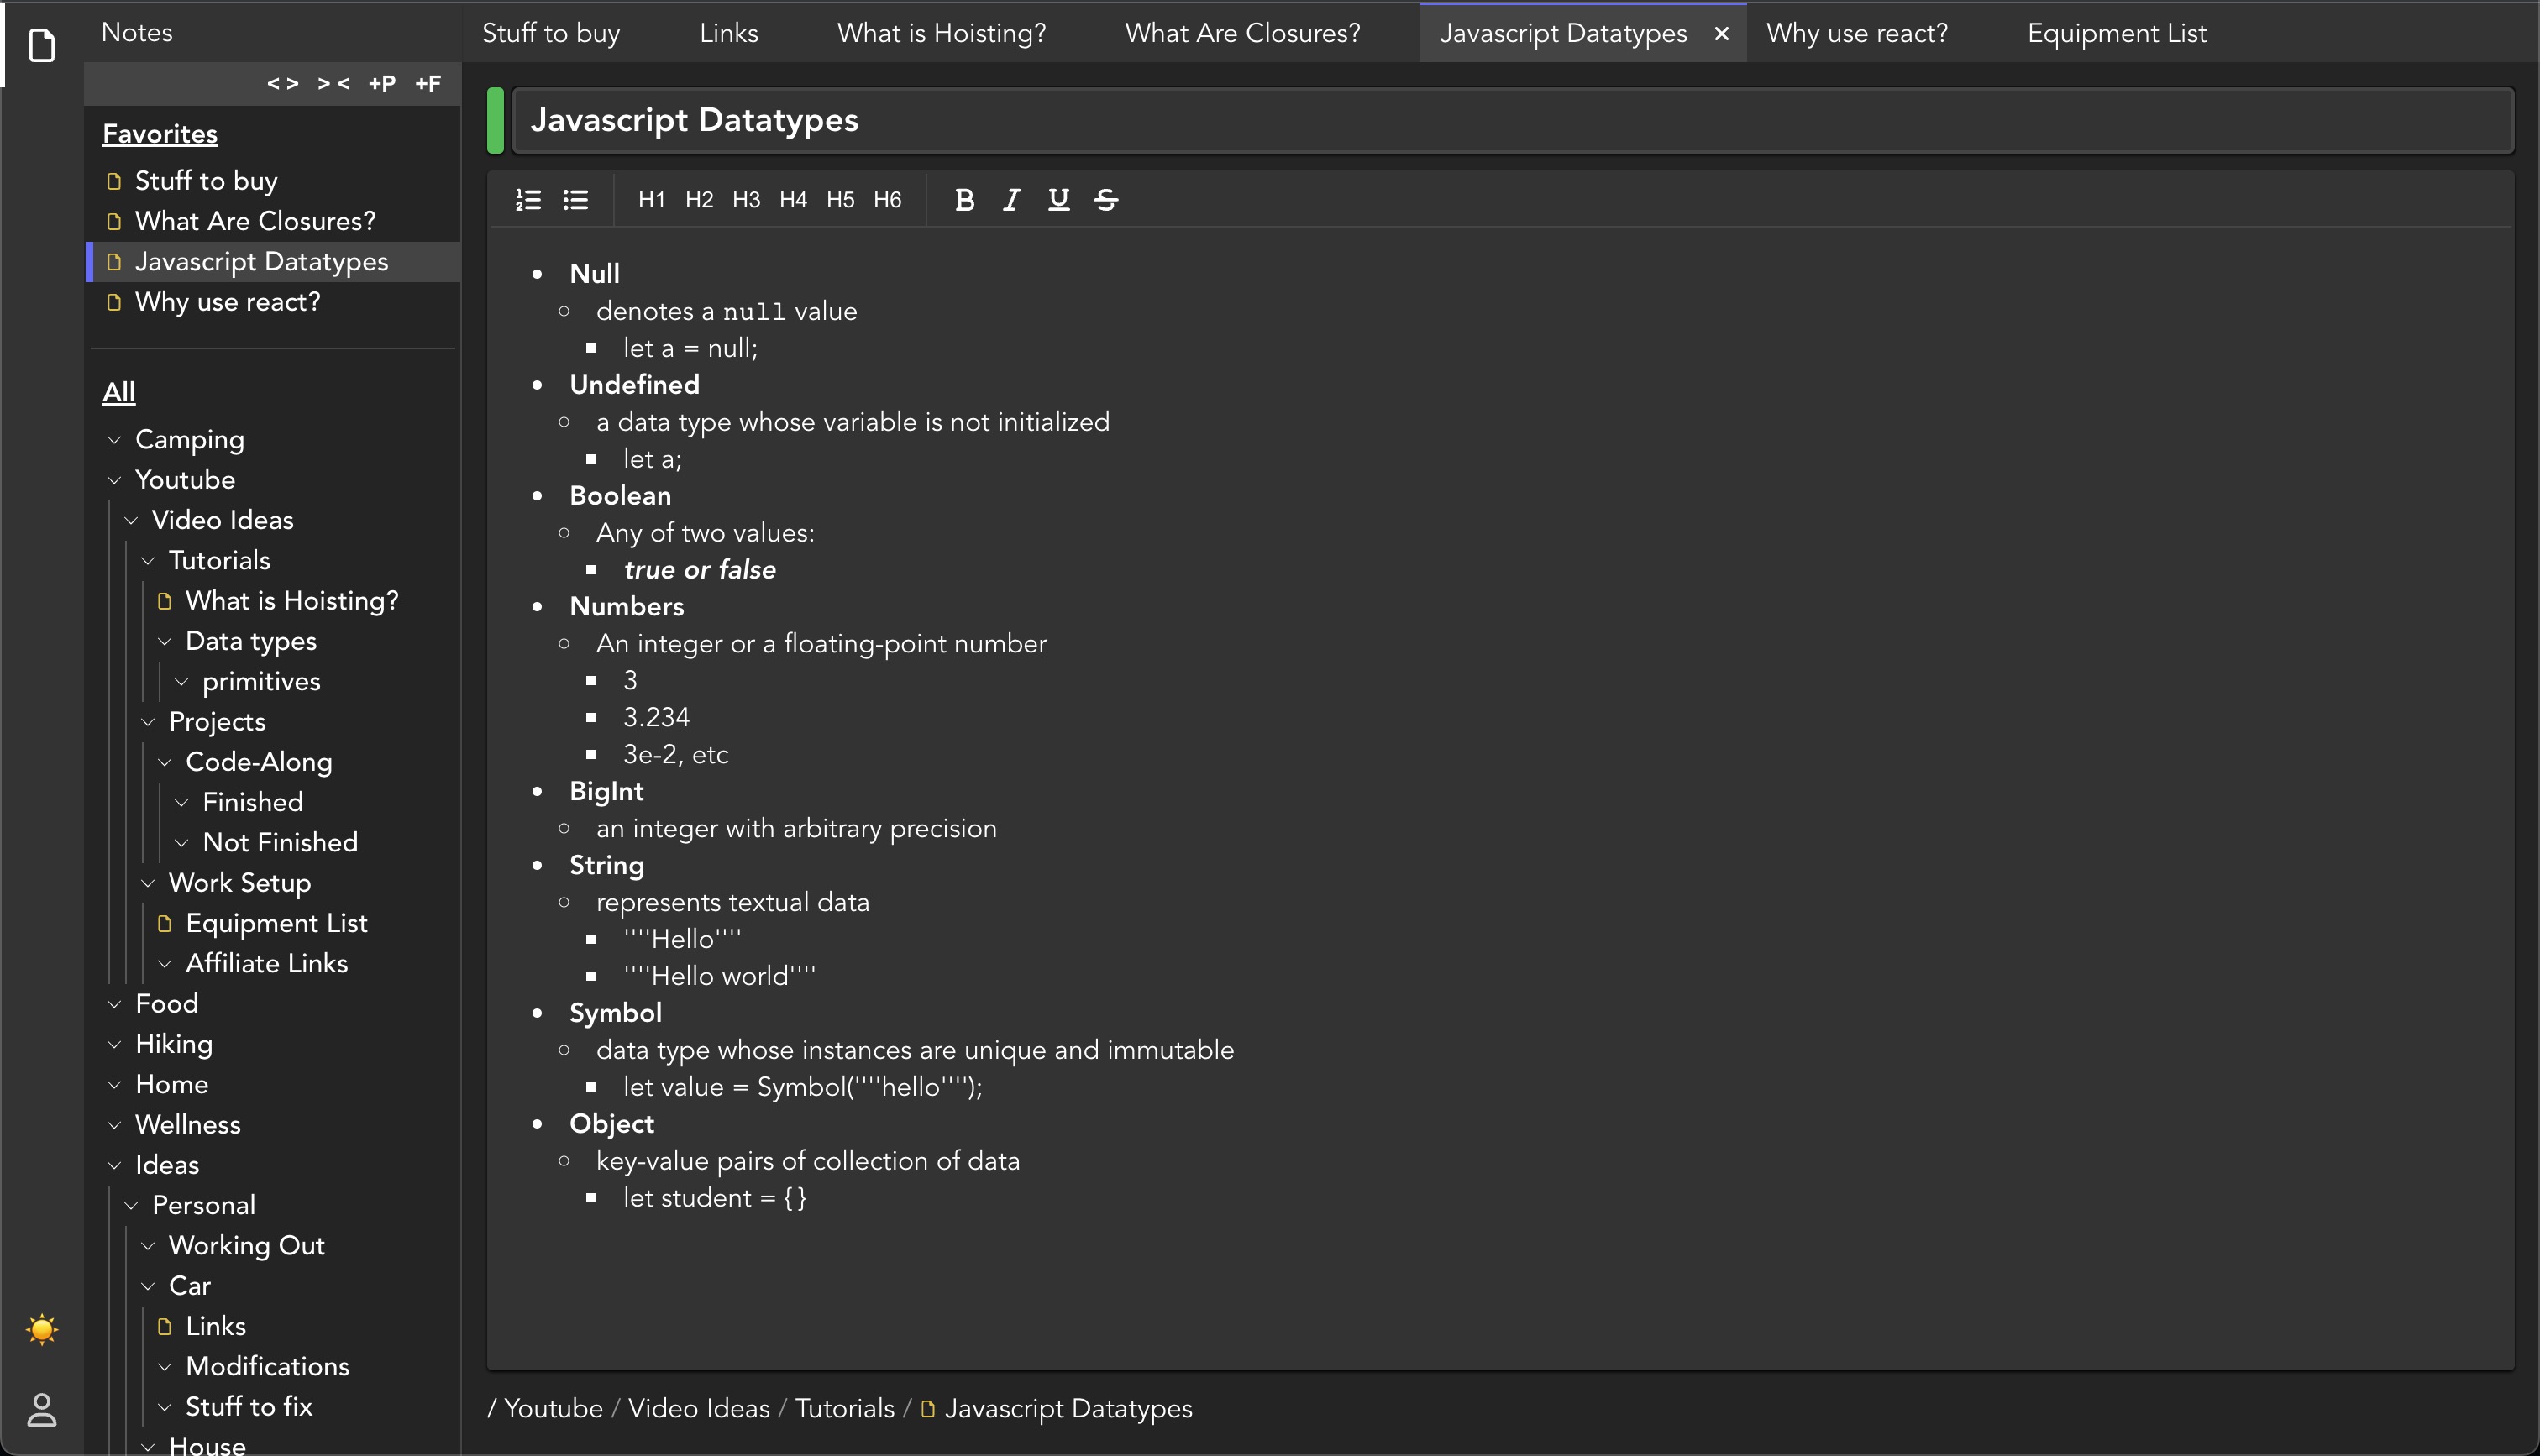 Notes
Stuff to buy
Links
What is Hoisting?
What Are Closures?
Javascript Datatypes ×
Why use react?
Equipment List
< > > < +P +F
Favorites
Stuff to buy
What Are Closures?
Javascript Datatypes
Why use react?
All
Camping
Youtube
Video Ideas
Tutorials
What is Hoisting?
Data types
primitives
Projects
Code-Along
Finished
Not Finished
Work Setup
Equipment List
Affiliate Links
Food
Hiking
Home
Wellness
Ideas
Personal
Working Out
Car
Links
Modifications
Stuff to fix
House
Javascript Datatypes
H1 H2 H3 H4 H5 H6 B I U S
• Null
◦ denotes a null value
▪ let a = null;
• Undefined
◦ a data type whose variable is not initialized
▪ let a;
• Boolean
◦ Any of two values:
▪ true or false
• Numbers
◦ An integer or a floating-point number
▪ 3
▪ 3.234
▪ 3e-2, etc
• BigInt
◦ an integer with arbitrary precision
• String
◦ represents textual data
▪ ''''Hello''''
▪ ''''Hello world''''
• Symbol
◦ data type whose instances are unique and immutable
▪ let value = Symbol(''''hello'''');
• Object
◦ key-value pairs of collection of data
▪ let student = {}
/ Youtube / Video Ideas / Tutorials / Javascript Datatypes